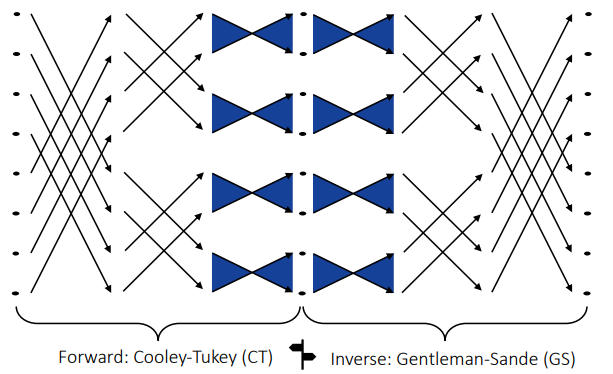 Forward: Cooley-Tukey (CT)
Inverse: Gentleman-Sande (GS)